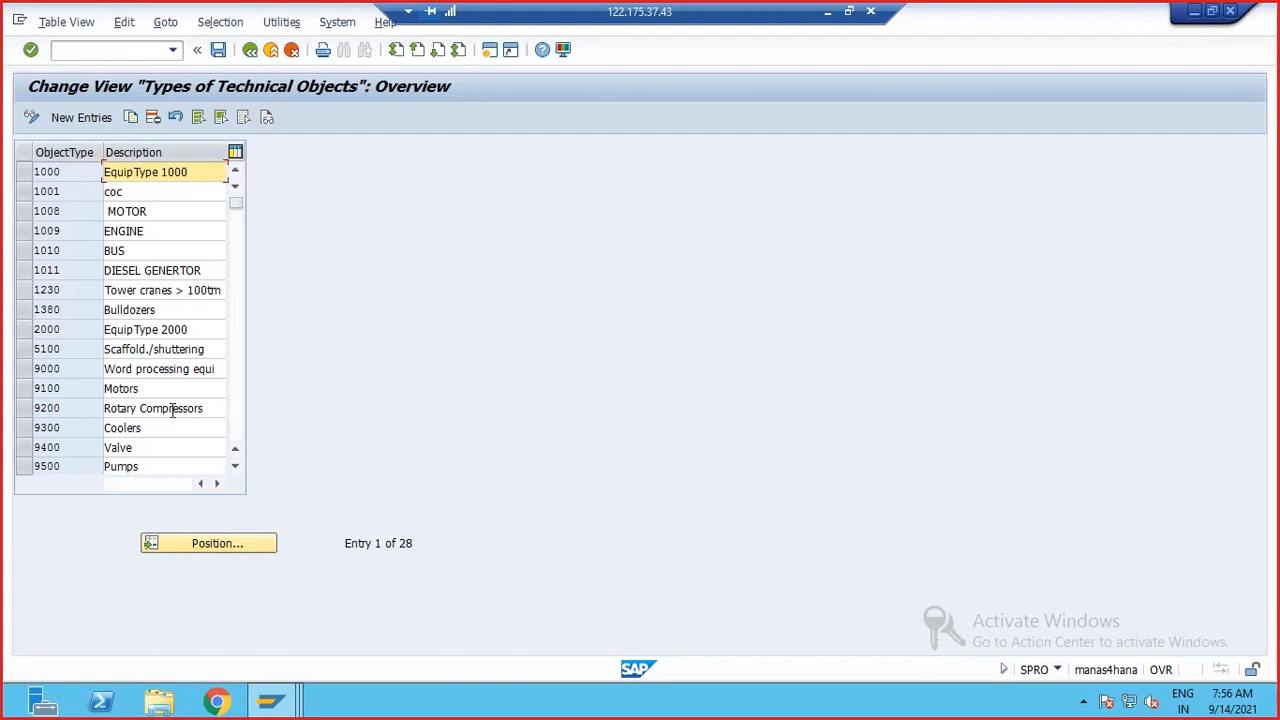 122.175.37.43
Table View Edit Goto Selection Utilities System Help
Change View "Types of Technical Objects": Overview
New Entries
ObjectType Description
1000 EquipType 1000
1001 coc
1008 MOTOR
1009 ENGINE
1010 BUS
1011 DIESEL GENERTOR
1230 Tower cranes > 100tm
1380 Bulldozers
2000 EquipType 2000
5100 Scaffold./shuttering
9000 Word processing equi
9100 Motors
9200 Rotary Compressors
9300 Coolers
9400 Valve
9500 Pumps
Position... Entry 1 of 28
Activate Windows
Go to Action Center to activate Windows.
SAP SPRO manas4hana OVR
ENG 7:56 AM
IN 9/14/2021